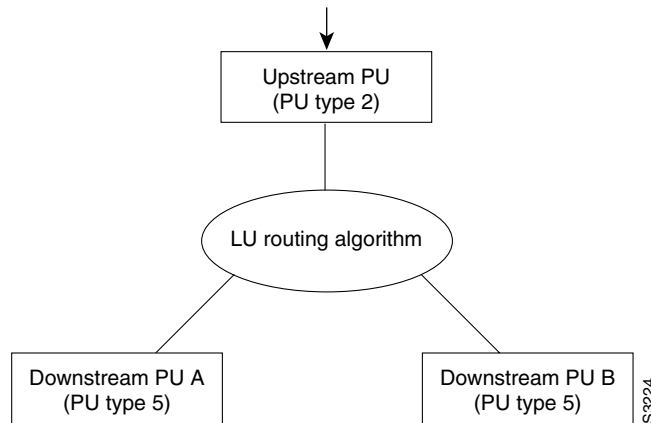 Upstream PU
(PU type 2)
LU routing algorithm
Downstream PU A
(PU type 5)
Downstream PU B
(PU type 5)
S3224